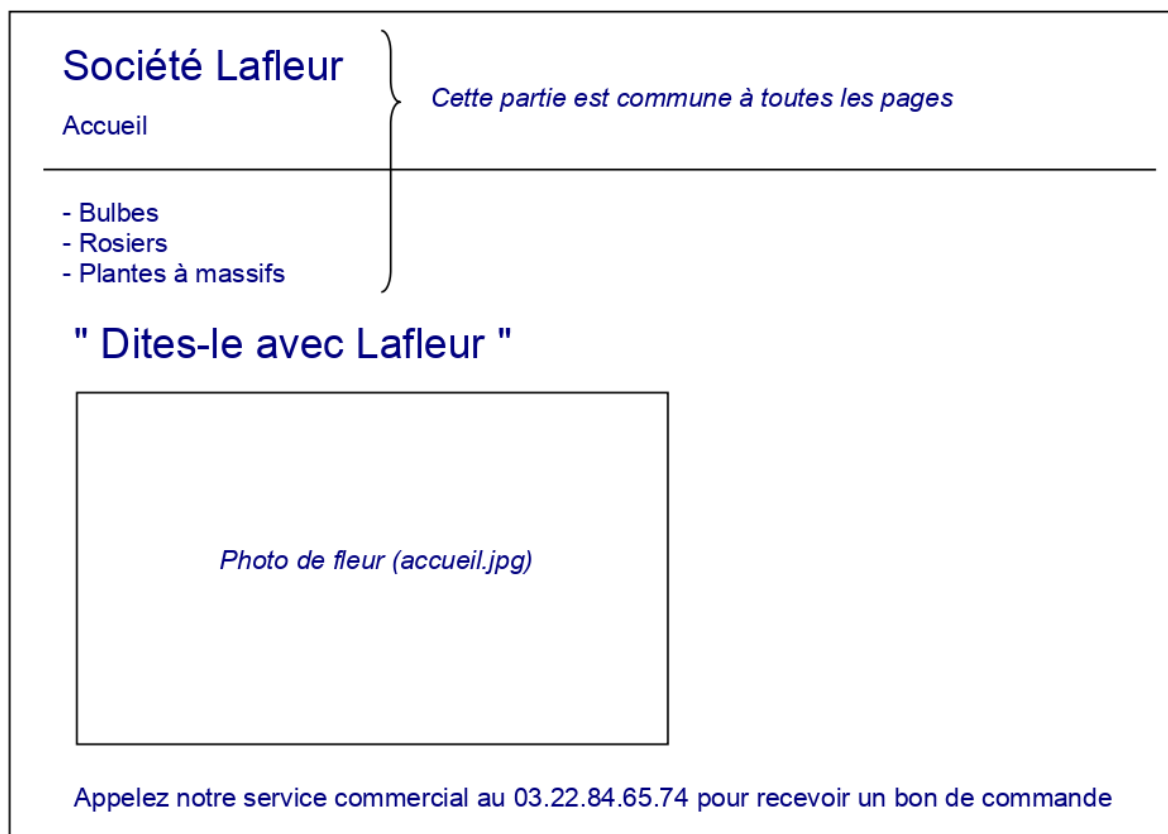 Société Lafleur
Cette partie est commune à toutes les pages
Accueil
- Bulbes
- Rosiers
- Plantes à massifs
" Dites-le avec Lafleur "
Photo de fleur (accueil.jpg)
Appelez notre service commercial au 03.22.84.65.74 pour recevoir un bon de commande